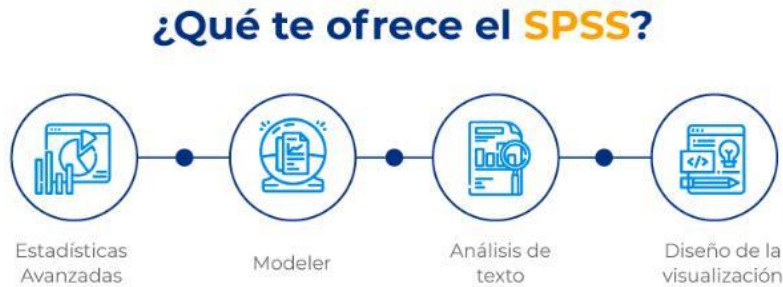 ¿Qué te ofrece el SPSS?
Estadísticas
Avanzadas
Modeler
Análisis de
texto
Diseño de la
visualización